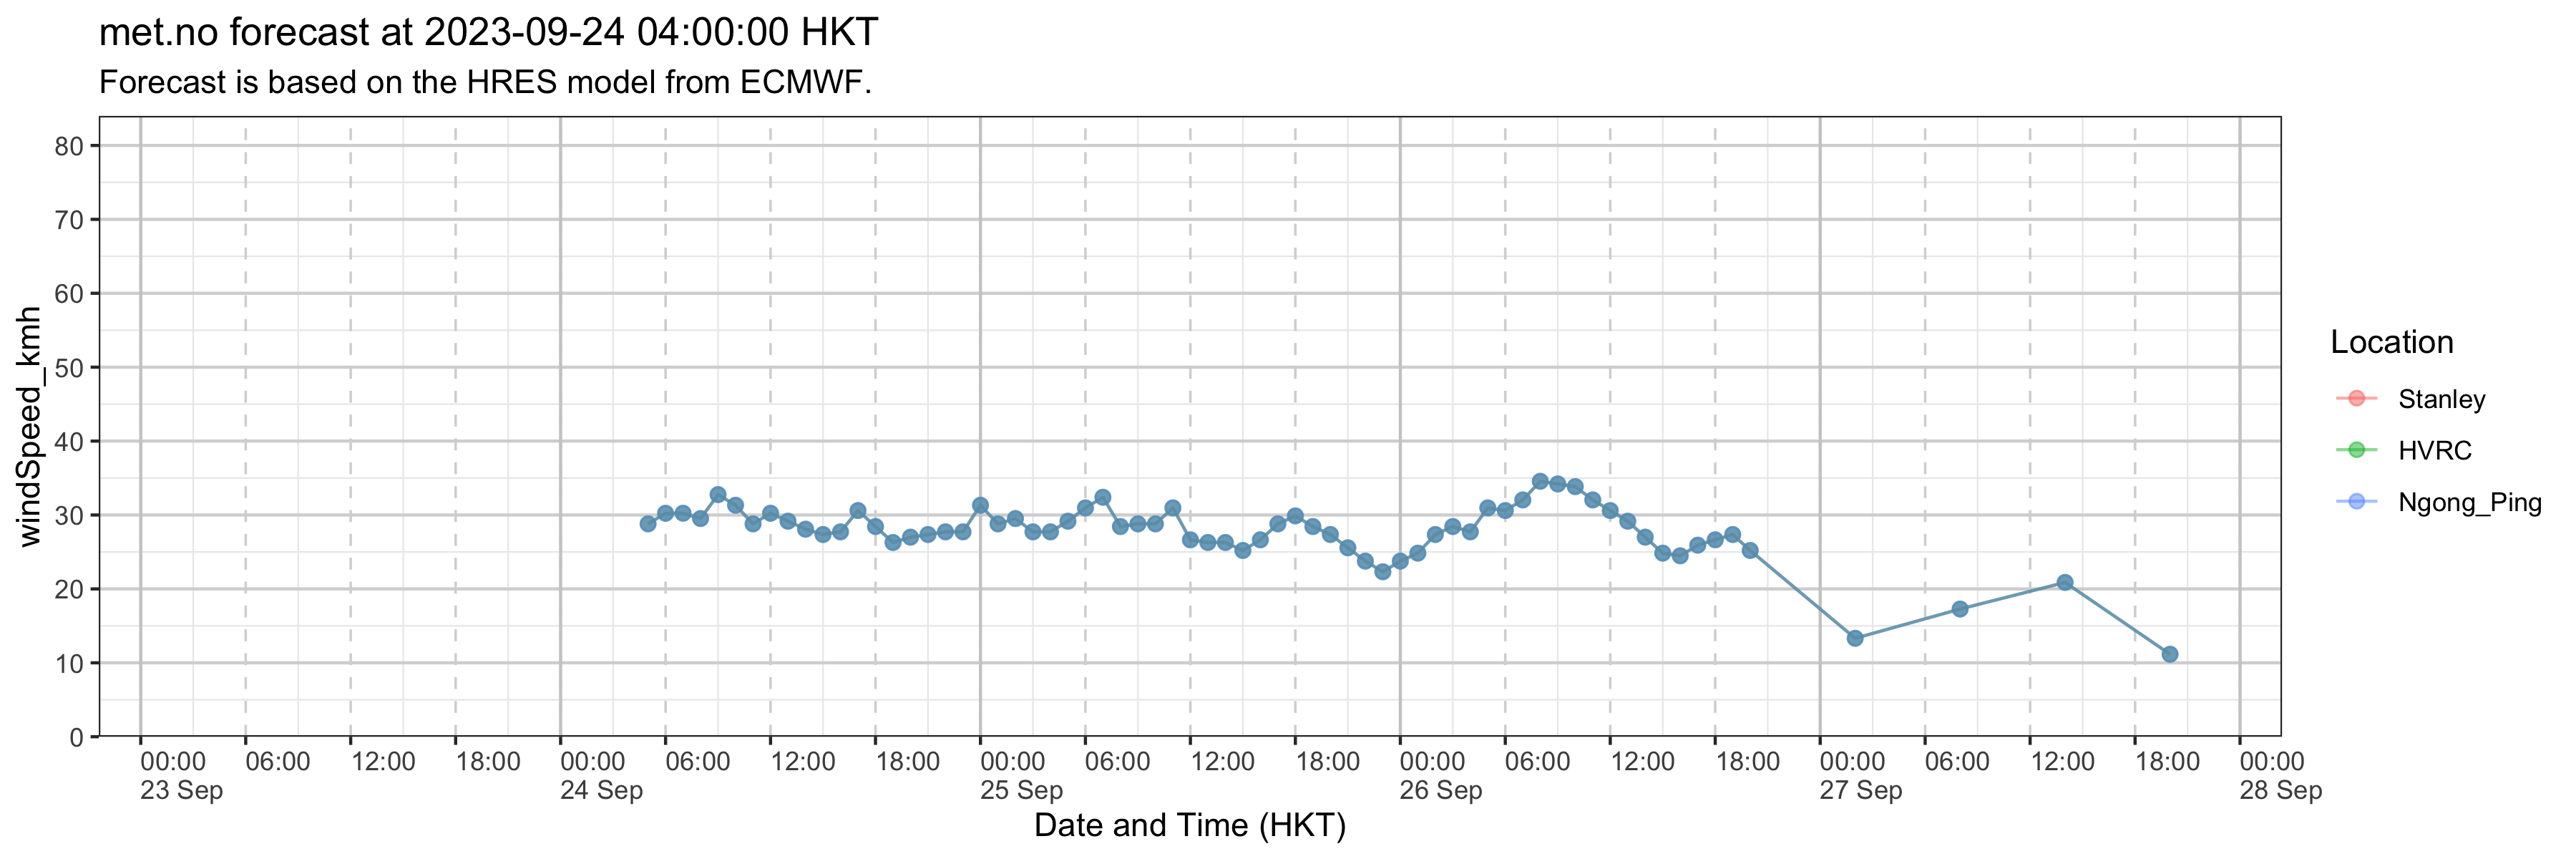 met.no forecast at 2023-09-24 04:00:00 HKT
Forecast is based on the HRES model from ECMWF.
windSpeed_kmh
80
70
60
50
40
30
20
10
0
00:00 06:00 12:00 18:00 00:00 06:00 12:00 18:00 00:00 06:00 12:00 18:00 00:00 06:00 12:00 18:00 00:00 06:00 12:00 18:00 00:00
23 Sep 24 Sep 25 Sep 26 Sep 27 Sep 28 Sep
Date and Time (HKT)
Location
Stanley
HVRC
Ngong_Ping